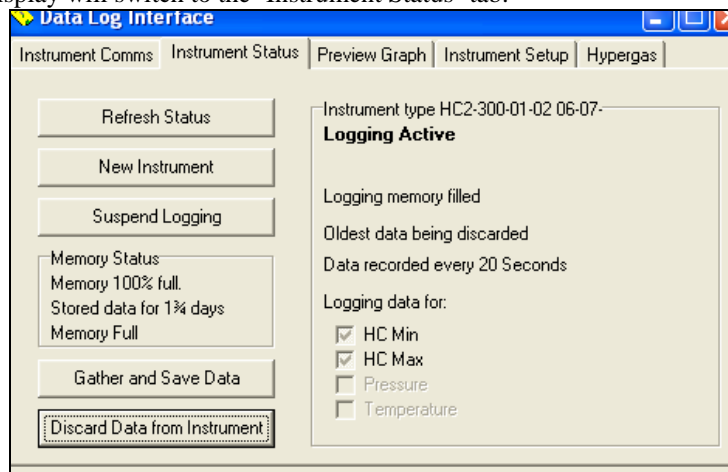 display will switch to the 'Instrument Status' tab.
Data Log Interface
Instrument Comms Instrument Status Preview Graph Instrument Setup Hypergas
Refresh Status
New Instrument
Suspend Logging
Memory Status
Memory 100% full.
Stored data for 1¾ days
Memory Full
Gather and Save Data
Discard Data from Instrument
Instrument type HC2-300-01-02 06-07-
Logging Active
Logging memory filled
Oldest data being discarded
Data recorded every 20 Seconds
Logging data for:
HC Min
HC Max
Pressure
Temperature